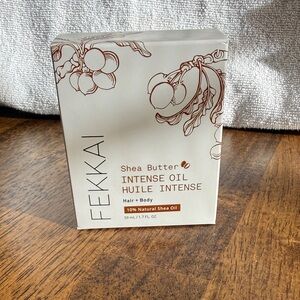 FEKKAI
Shea Butter
INTENSE OIL
HUILE INTENSE
Hair + Body
10% Natural Shea Oil
50 mL / 1.7 FL OZ